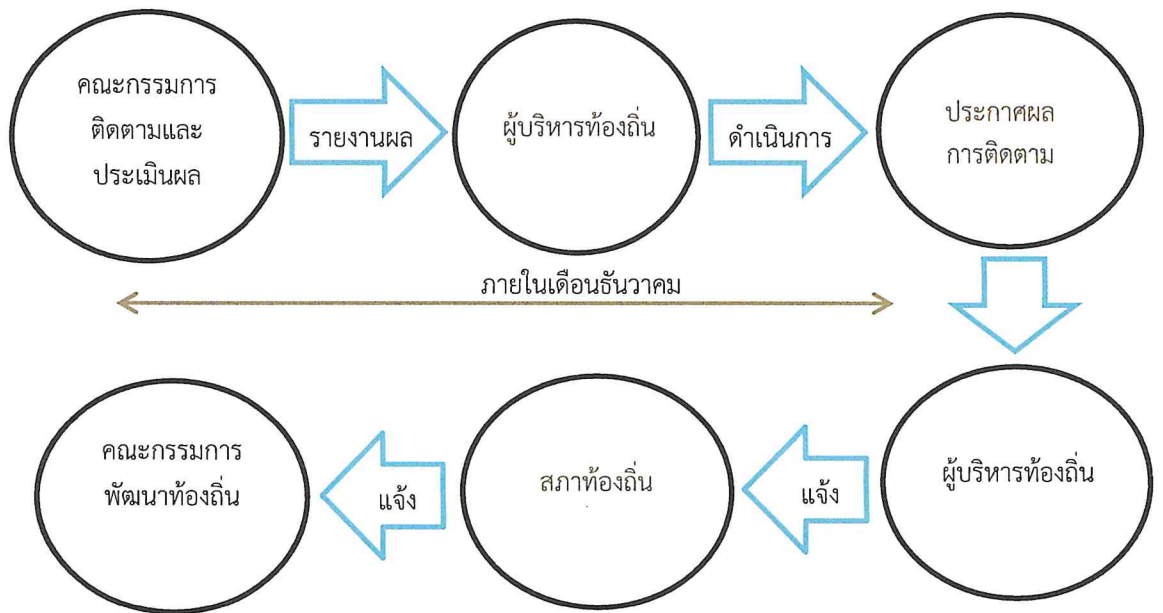 คณะกรรมการ
ติดตามและ
ประเมินผล
รายงานผล
ผู้บริหารท้องถิ่น
ดำเนินการ
ประกาศผล
การติดตาม
ภายในเดือนธันวาคม
ผู้บริหารท้องถิ่น
แจ้ง
สภาท้องถิ่น
แจ้ง
คณะกรรมการ
พัฒนาท้องถิ่น